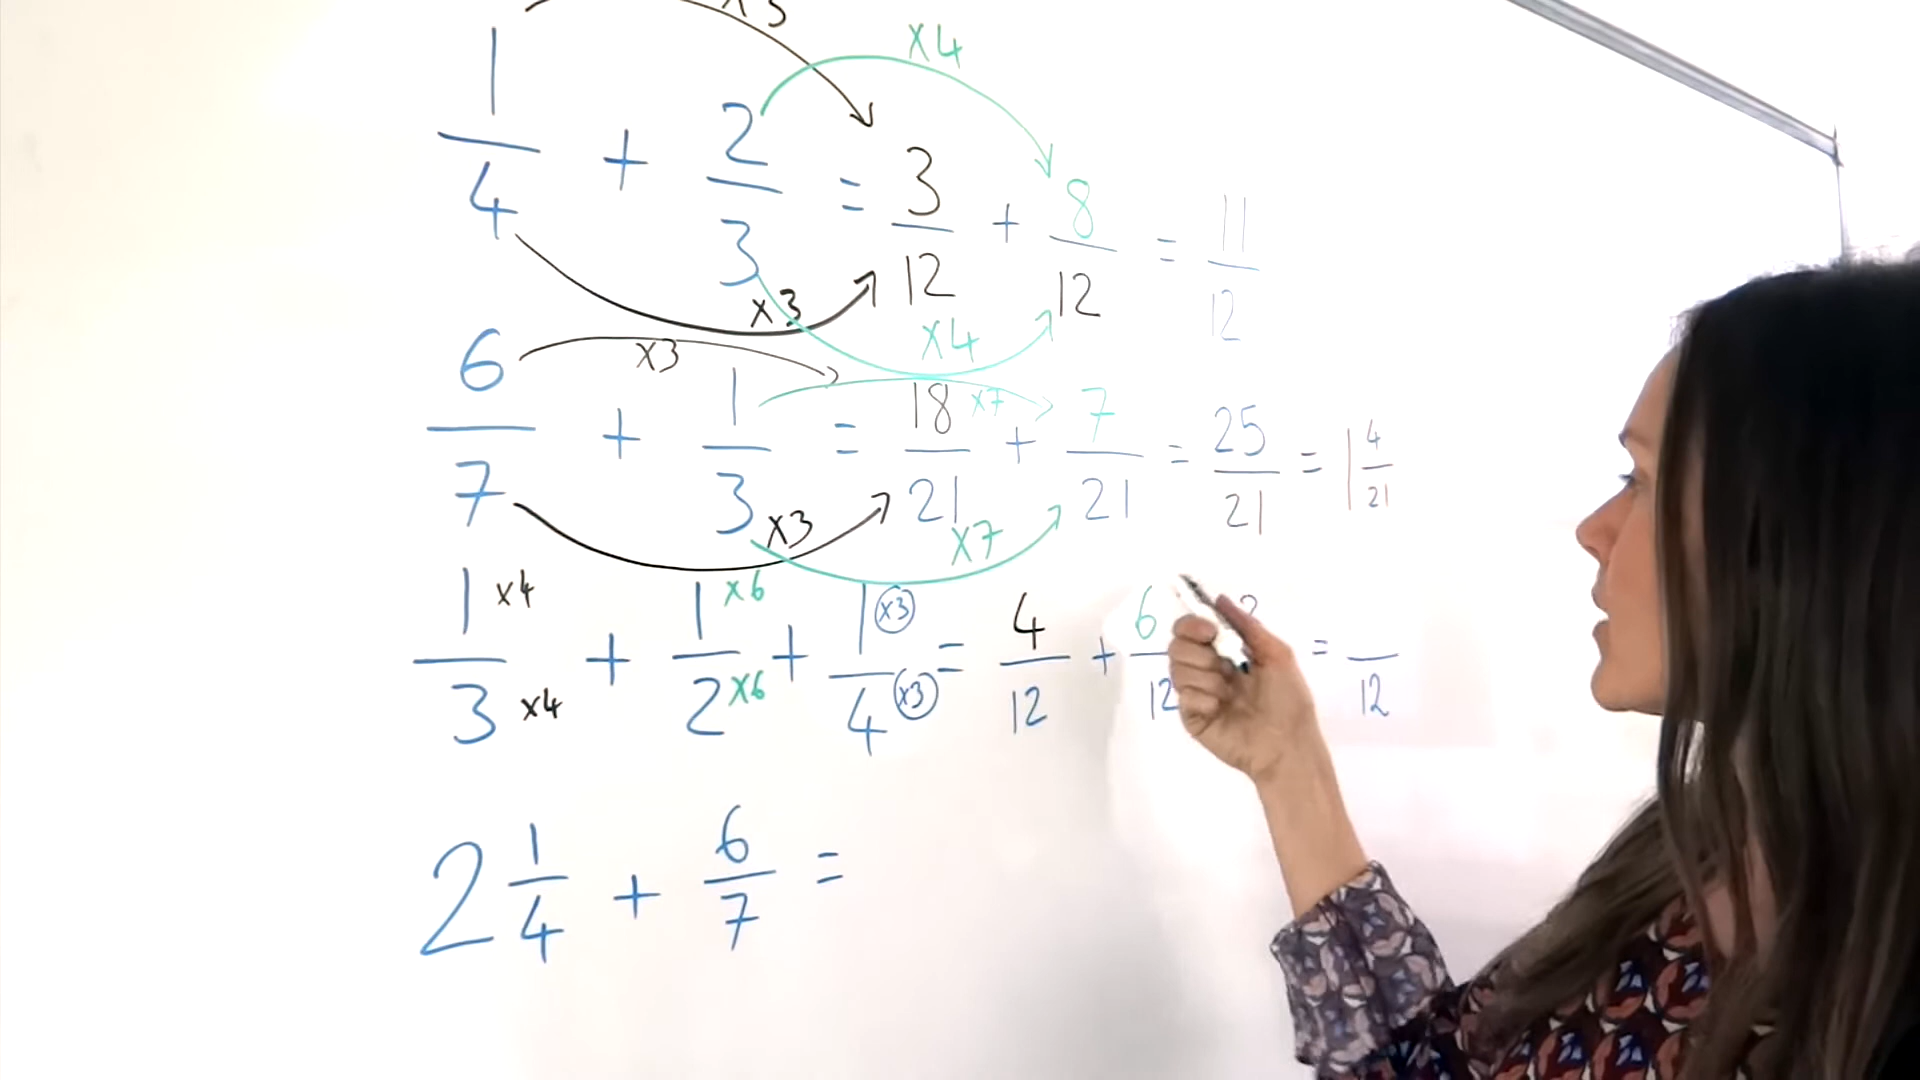 x3
x4
1/4 + 2/3 = 3/12 + 8/12 = 11/12
x3
x4
x3
x7
6/7 + 1/3 = 18/21 + 7/21 = 25/21 = 1 4/21
x3
x7
x4 x6 x3
1/3 + 1/2 + 1/4 = 4/12 + 6/12 = /12
x4 x6 x3
2 1/4 + 6/7 =